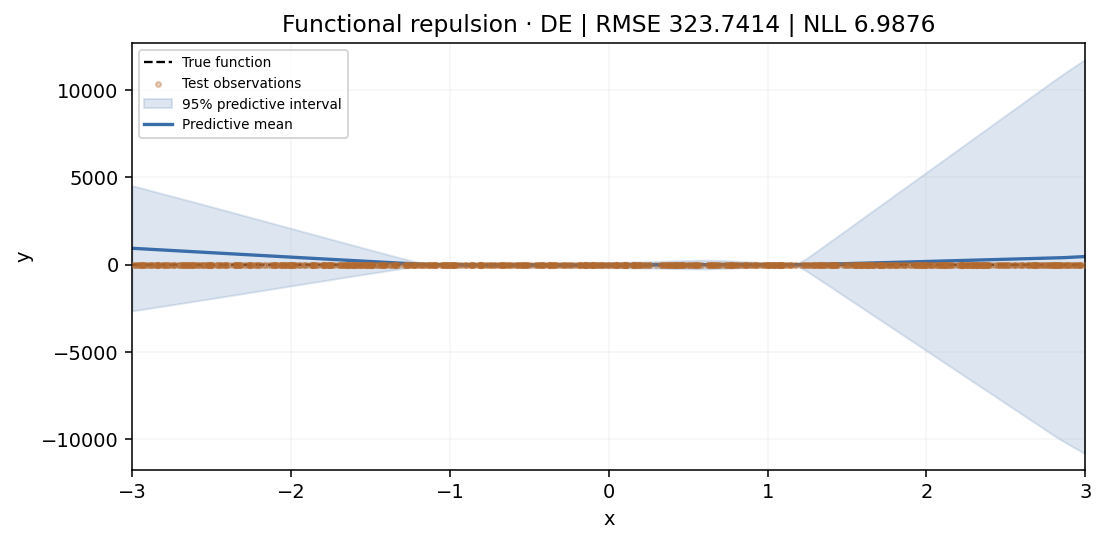 Functional repulsion · DE | RMSE 323.7414 | NLL 6.9876
True function
Test observations
95% predictive interval
Predictive mean
10000
5000
0
−5000
−10000
y
−3
−2
−1
0
1
2
3
x